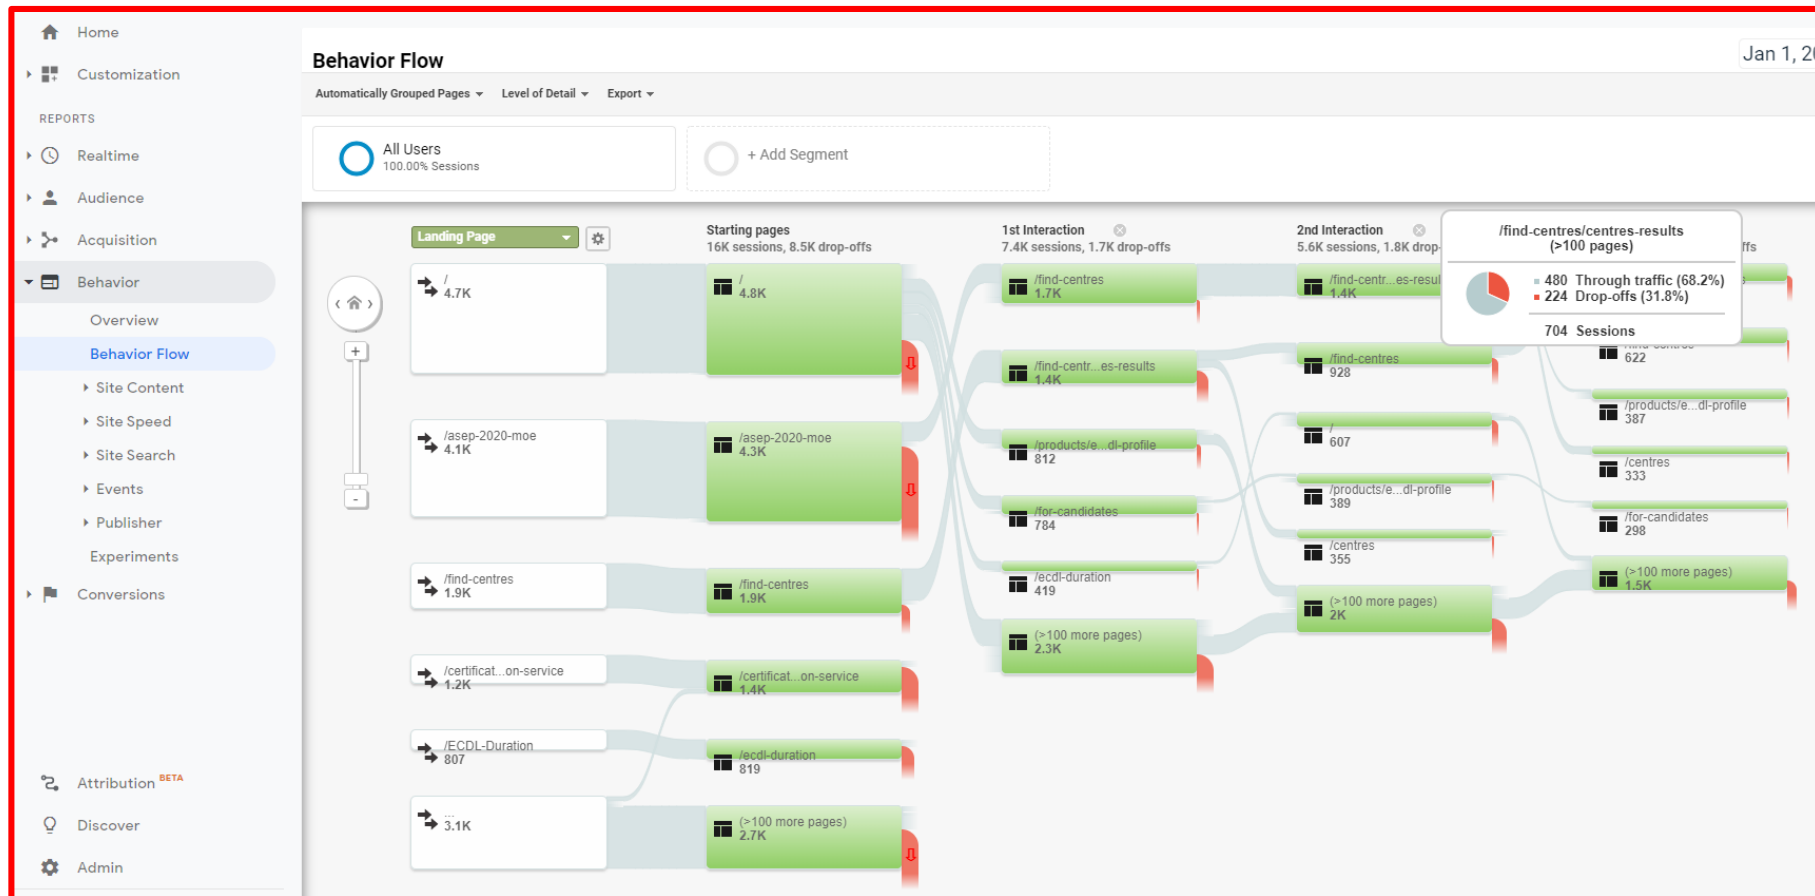 Home
Customization
REPORTS
Realtime
Audience
Acquisition
Behavior
Overview
Behavior Flow
Site Content
Site Speed
Site Search
Events
Publisher
Experiments
Conversions
Attribution BETA
Discover
Admin
Behavior Flow
Jan 1, 20
Automatically Grouped Pages
Level of Detail
Export
All Users
100.00% Sessions
+ Add Segment
Landing Page
/
4.7K
/asep-2020-moe
4.1K
/find-centres
1.9K
/certificat...on-service
1.2K
/ECDL-Duration
807
...
3.1K
+
-
Starting pages
16K sessions, 8.5K drop-offs
/
4.8K
/asep-2020-moe
4.3K
/find-centres
1.9K
/certificat...on-service
1.4K
/ecdl-duration
819
(>100 more pages)
2.7K
1st Interaction
7.4K sessions, 1.7K drop-offs
/find-centres
1.7K
/find-centr...es-results
1.4K
/products/e...dl-profile
812
/for-candidates
784
/ecdl-duration
419
(>100 more pages)
2.3K
2nd Interaction
5.6K sessions, 1.8K drop-
/find-centr...es-resul
1.4K
/find-centres
928
/
607
/products/e...dl-profile
389
/centres
355
(>100 more pages)
2K
/find-centres/centres-results
(>100 pages)
480 Through traffic (68.2%)
224 Drop-offs (31.8%)
704 Sessions
ffs
622
/products/e...dl-profile
387
/centres
333
/for-candidates
298
(>100 more pages)
1.5K